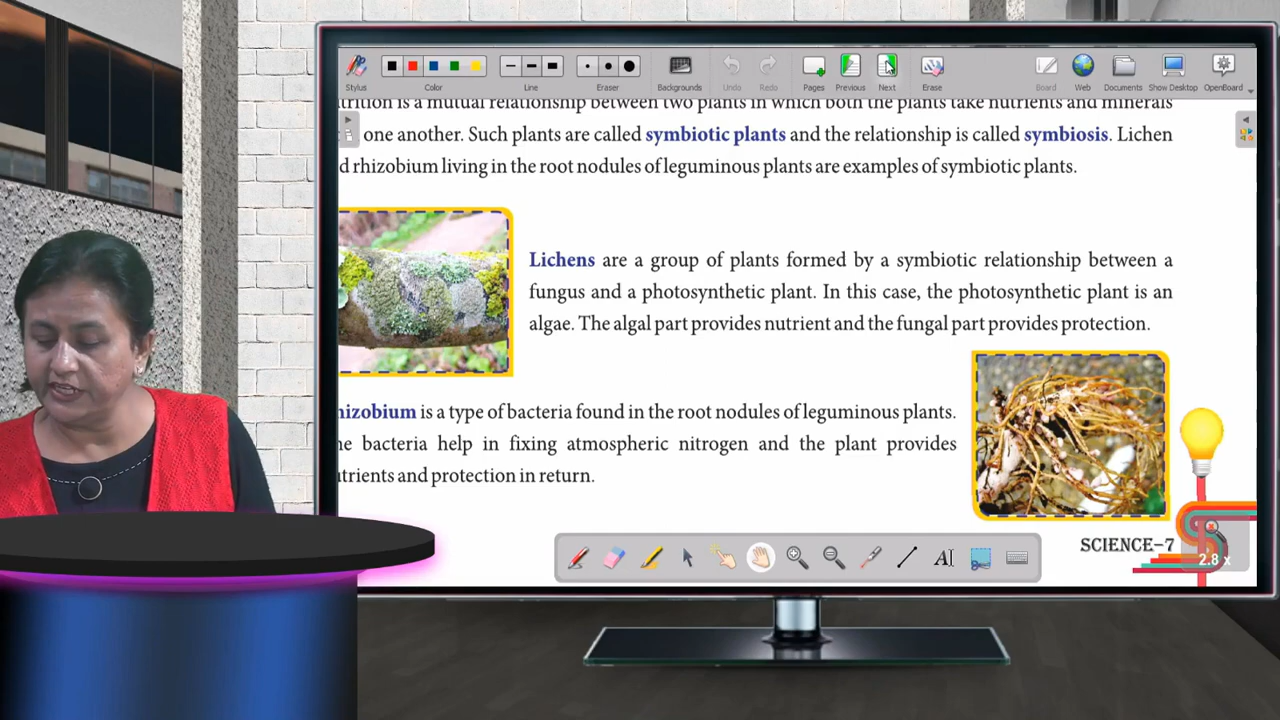 Stylus
Color
Line
Eraser
Backgrounds
Undo
Redo
Pages
Previous
Next
Erase
Board
Web
Documents
Show Desktop
OpenBoard
is a mutual relationship between two plants in which both the plants take nutrients and minerals
one another. Such plants are called symbiotic plants and the relationship is called symbiosis. Lichen
rhizobium living in the root nodules of leguminous plants are examples of symbiotic plants.
Lichens are a group of plants formed by a symbiotic relationship between a
fungus and a photosynthetic plant. In this case, the photosynthetic plant is an
algae. The algal part provides nutrient and the fungal part provides protection.
hizobium is a type of bacteria found in the root nodules of leguminous plants.
he bacteria help in fixing atmospheric nitrogen and the plant provides
trients and protection in return.
SCIENCE-7
2.8 x
AI